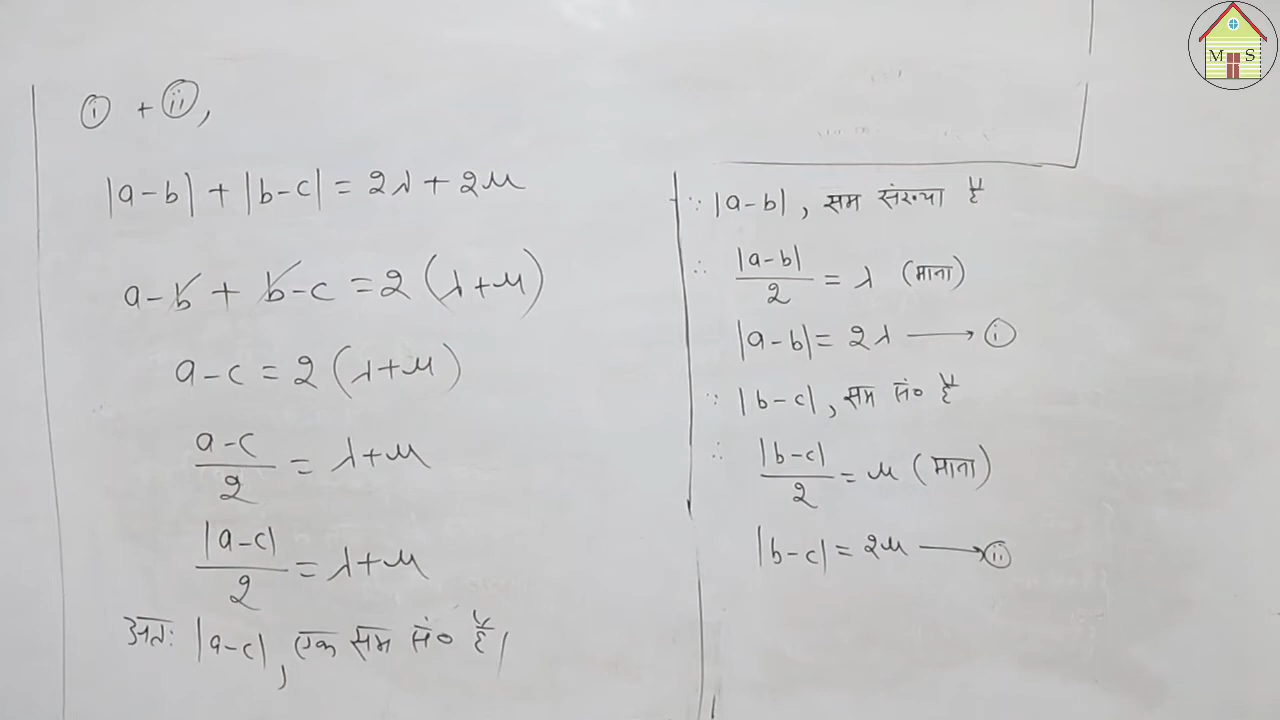 M S
ⓘ + ⓘⓘ,
|a-b| + |b-c| = 2λ + 2μ
a-b + b-c = 2(λ+μ)
a-c = 2(λ+μ)
a-c/2 = λ+μ
|a-c|/2 = λ+μ
अतः |a-c|, एक सम सं० है।
∵ |a-b|, सम संख्या है
∴ |a-b|/2 = λ (माना)
|a-b| = 2λ ⟶ ⓘ
∵ |b-c|, सम सं० है
∴ |b-c|/2 = μ (माना)
|b-c| = 2μ ⟶ ⓘⓘ